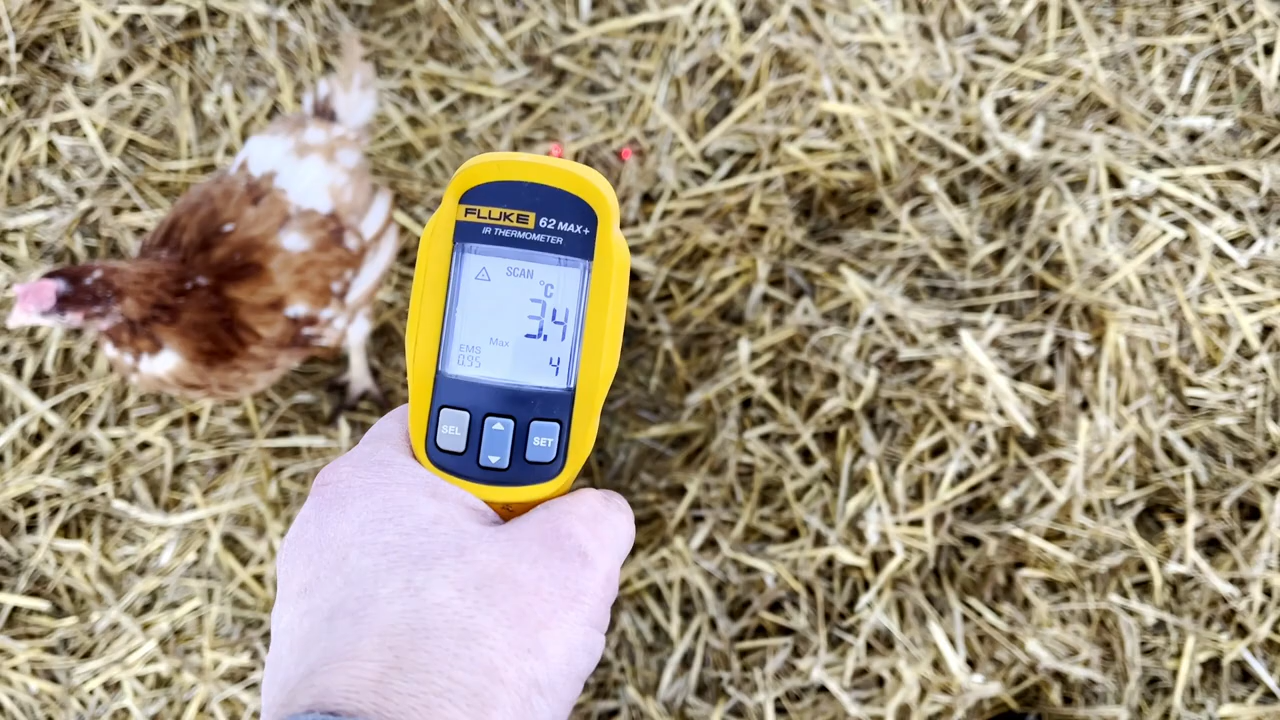 FLUKE 62 MAX+
IR THERMOMETER
SCAN
°C
3.4
Max
EMS
0.95 4
SEL SET